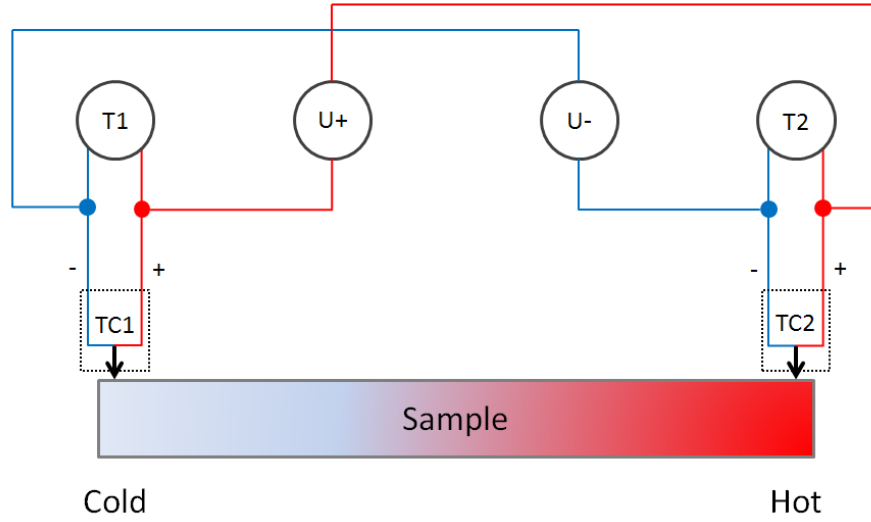 T1
U+
U-
T2
-
+
-
+
TC1
TC2
Sample
Cold
Hot